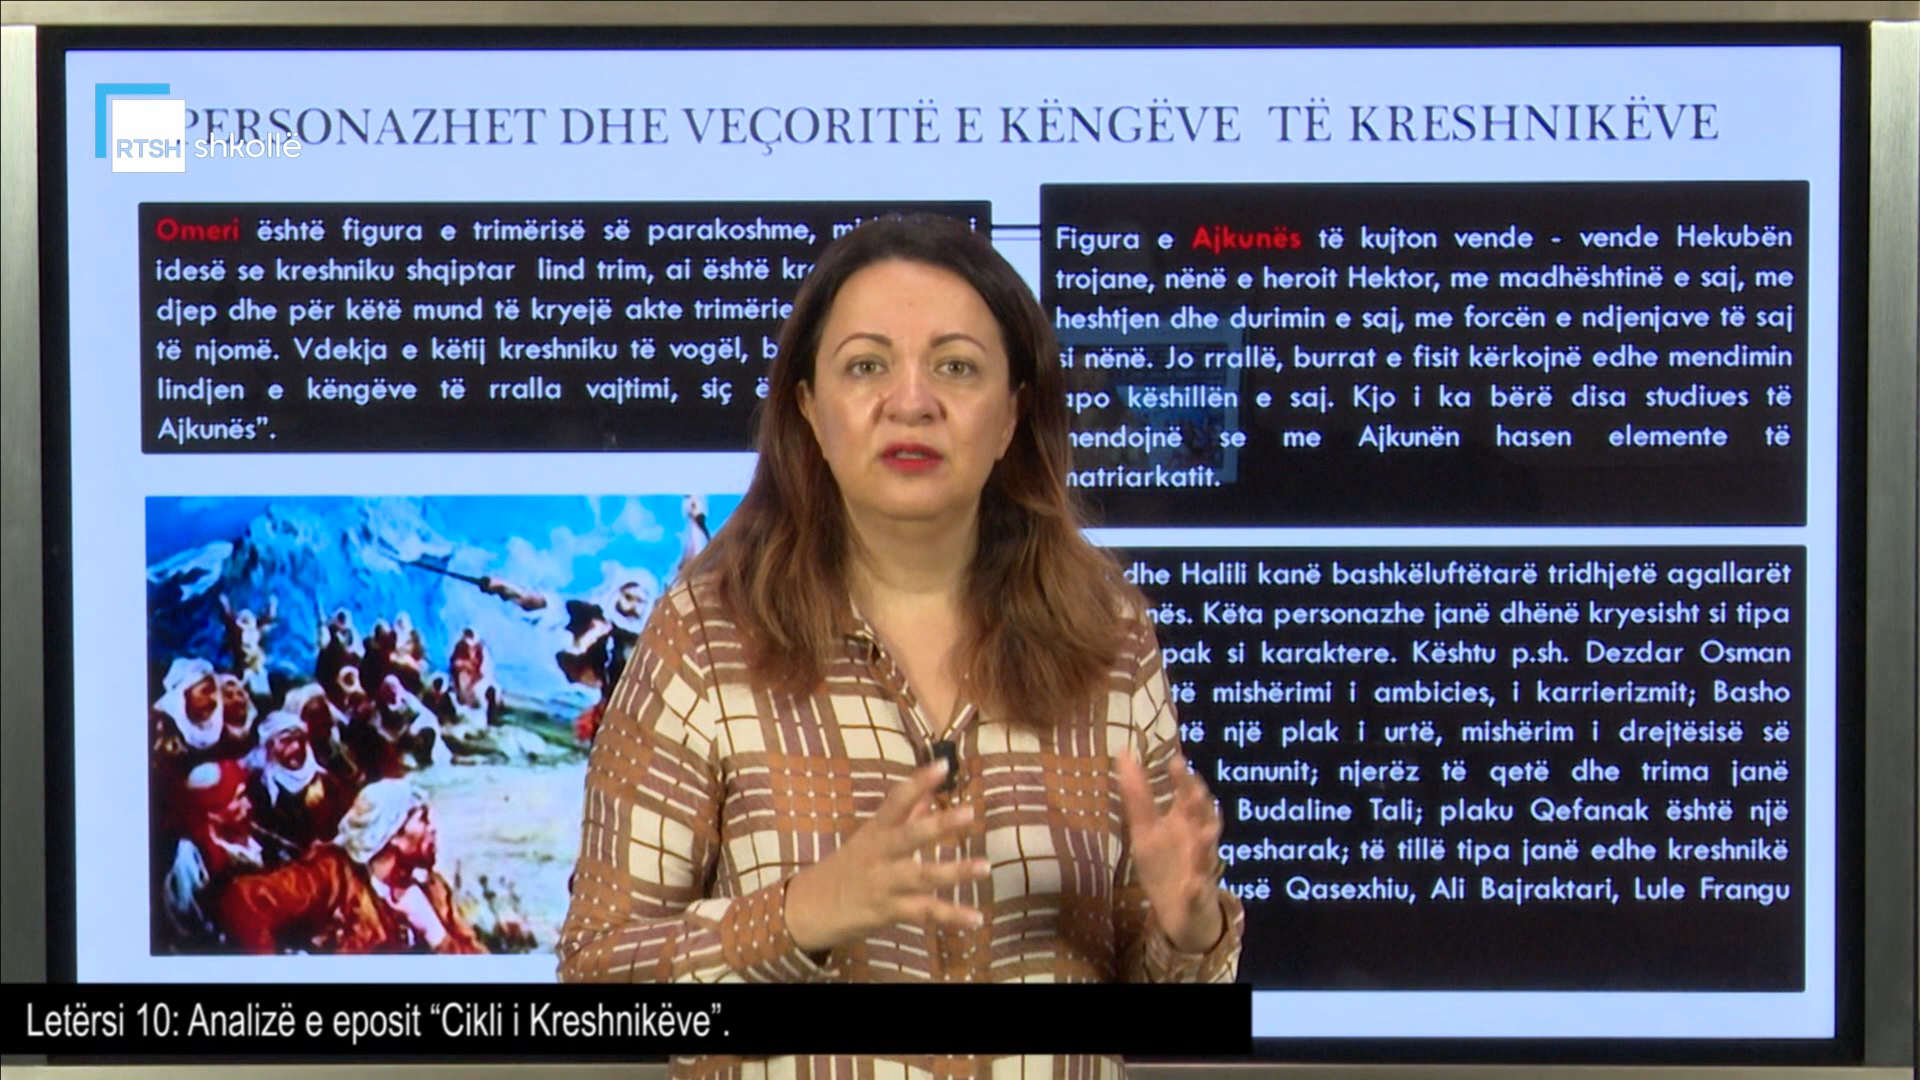 PERSONAZHET DHE VEÇORITË E KËNGËVE TË KRESHNIKËVE
RTSH shkollë
Omeri është figura e trimërisë së parakoshme,
idesë se kreshniku shqiptar lind trim, ai është
djep dhe për këtë mund të kryejë akte
të njomë. Vdekja e këtij kreshniku të vogël,
lindjen e këngëve të rralla vajtimi, siç
Ajkunës”.
Figura e Ajkunës të kujton vende - vende Hekubën
trojane, nënë e heroit Hektor, me madhështinë e saj, me
heshtjen dhe durimin e saj, me forcën e ndjenjave të saj
si nënë. Jo rrallë, burrat e fisit kërkojnë edhe mendimin
apo këshillën e saj. Kjo i ka bërë disa studiues të
mendojnë se me Ajkunën hasen elemente të
matriarkatit.
dhe Halili kanë bashkëluftëtarë tridhjetë agallarët
Këta personazhe janë dhënë kryesisht si tipa
pak si karaktere. Kështu p.sh. Dezdar Osman
mishërimi i ambicies, i karrierizmit; Basho
një plak i urtë, mishërim i drejtësisë së
kanunit; njerëz të qetë dhe trima janë
Budaline Tali; plaku Qefanak është një
qesharak; të tillë tipa janë edhe kreshnikë
Qasexhiu, Ali Bajraktari, Lule Frangu
Letërsi 10: Analizë e eposit “Cikli i Kreshnikëve”.